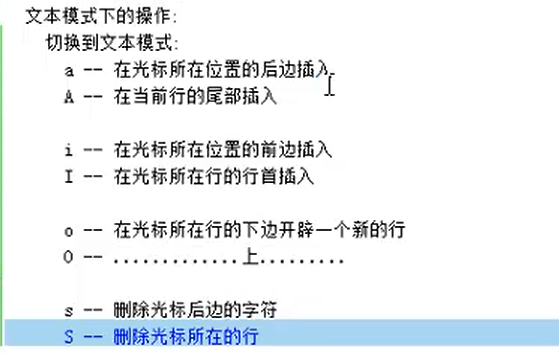 文本模式下的操作:
切换到文本模式:
a -- 在光标所在位置的后边插入
A -- 在当前行的尾部插入
i -- 在光标所在位置的前边插入
I -- 在光标所在行的行首插入
o -- 在光标所在行的下边开辟一个新的行
O -- .............上.........
s -- 删除光标后边的字符
S -- 删除光标所在的行